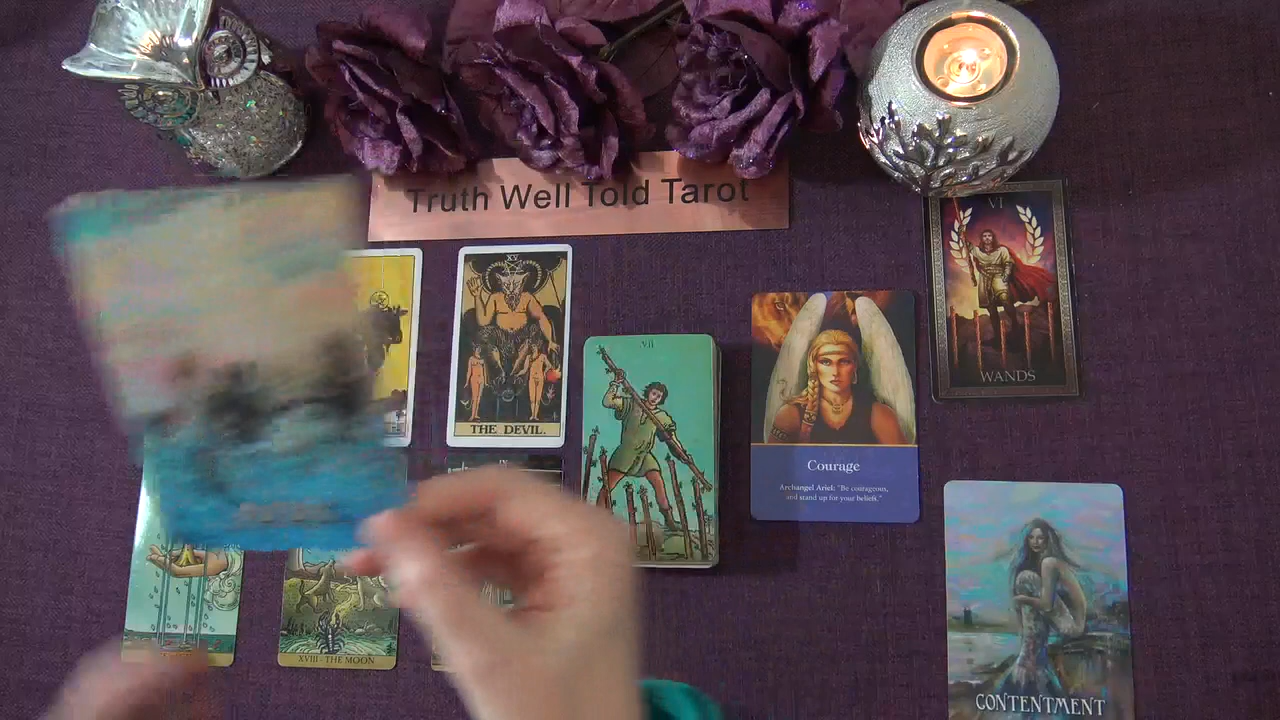 Truth Well Told Tarot
VI
WANDS
XV
THE DEVIL.
VII
Courage
Archangel Ariel: "Be courageous,
and stand up for your beliefs."
IX
XVIII - THE MOON
CONTENTMENT